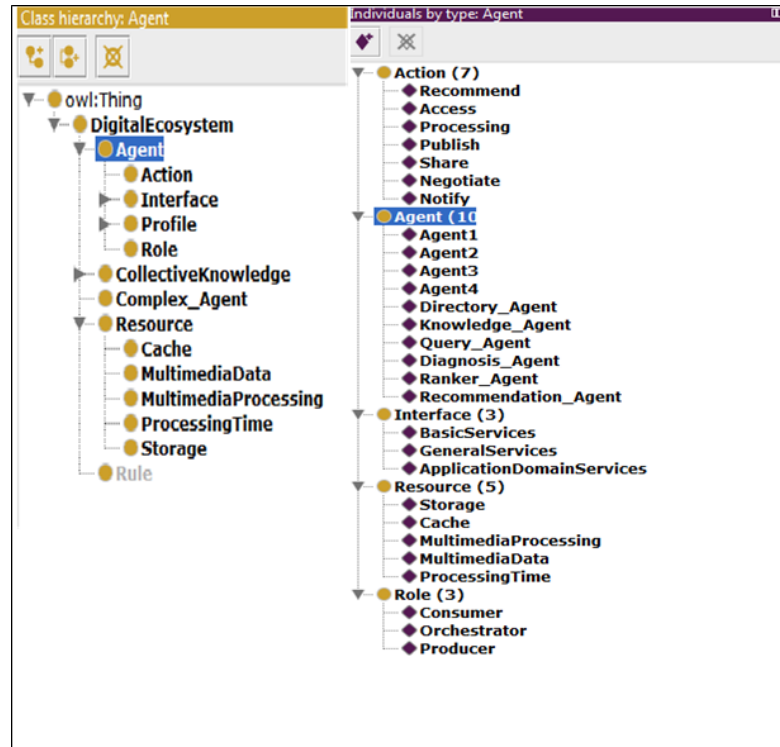 Class hierarchy: Agent
owl:Thing
DigitalEcosystem
Agent
Action
Interface
Profile
Role
CollectiveKnowledge
Complex_Agent
Resource
Cache
MultimediaData
MultimediaProcessing
ProcessingTime
Storage
Rule
Individuals by type: Agent
Action (7)
Recommend
Access
Processing
Publish
Share
Negotiate
Notify
Agent (10
Agent1
Agent2
Agent3
Agent4
Directory_Agent
Knowledge_Agent
Query_Agent
Diagnosis_Agent
Ranker_Agent
Recommendation_Agent
Interface (3)
BasicServices
GeneralServices
ApplicationDomainServices
Resource (5)
Storage
Cache
MultimediaProcessing
MultimediaData
ProcessingTime
Role (3)
Consumer
Orchestrator
Producer